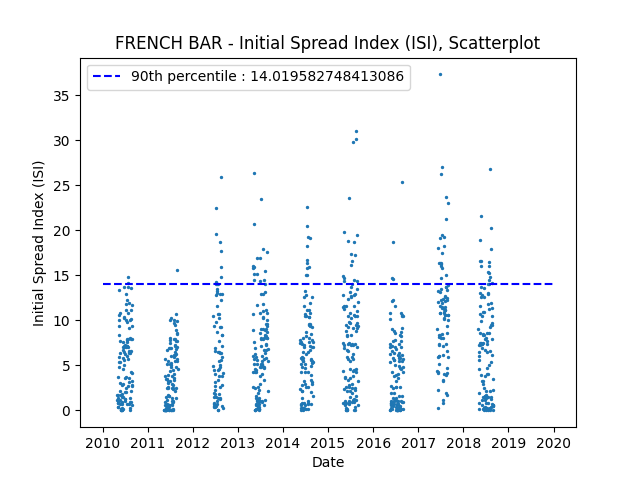 FRENCH BAR - Initial Spread Index (ISI), Scatterplot
90th percentile : 14.019582748413086
Initial Spread Index (ISI)
35
30
25
20
15
10
5
0
2010 2011 2012 2013 2014 2015 2016 2017 2018 2019 2020
Date